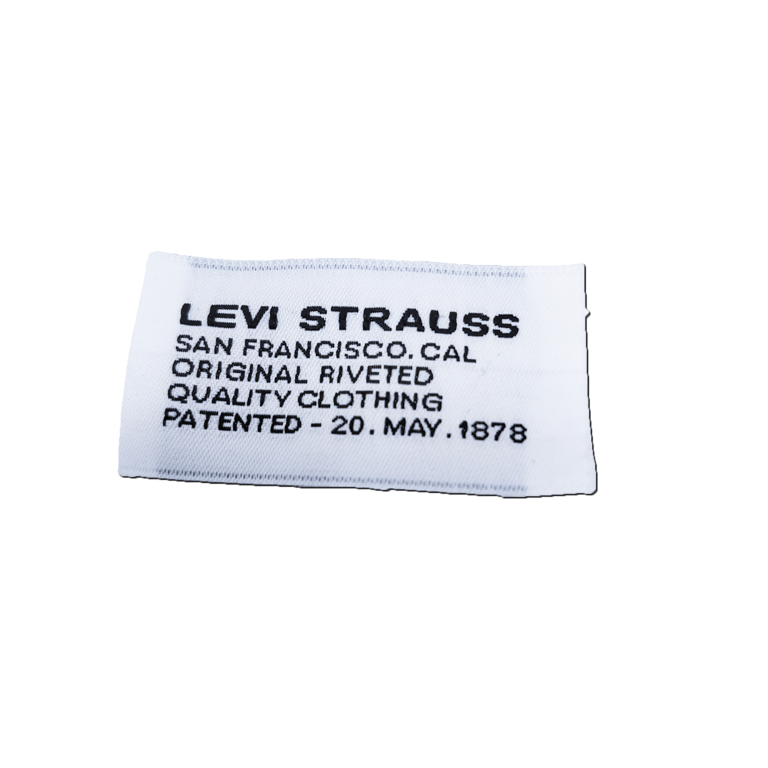 LEVI STRAUSS
SAN FRANCISCO. CAL
ORIGINAL RIVETED
QUALITY CLOTHING
PATENTED - 20 . MAY . 1878